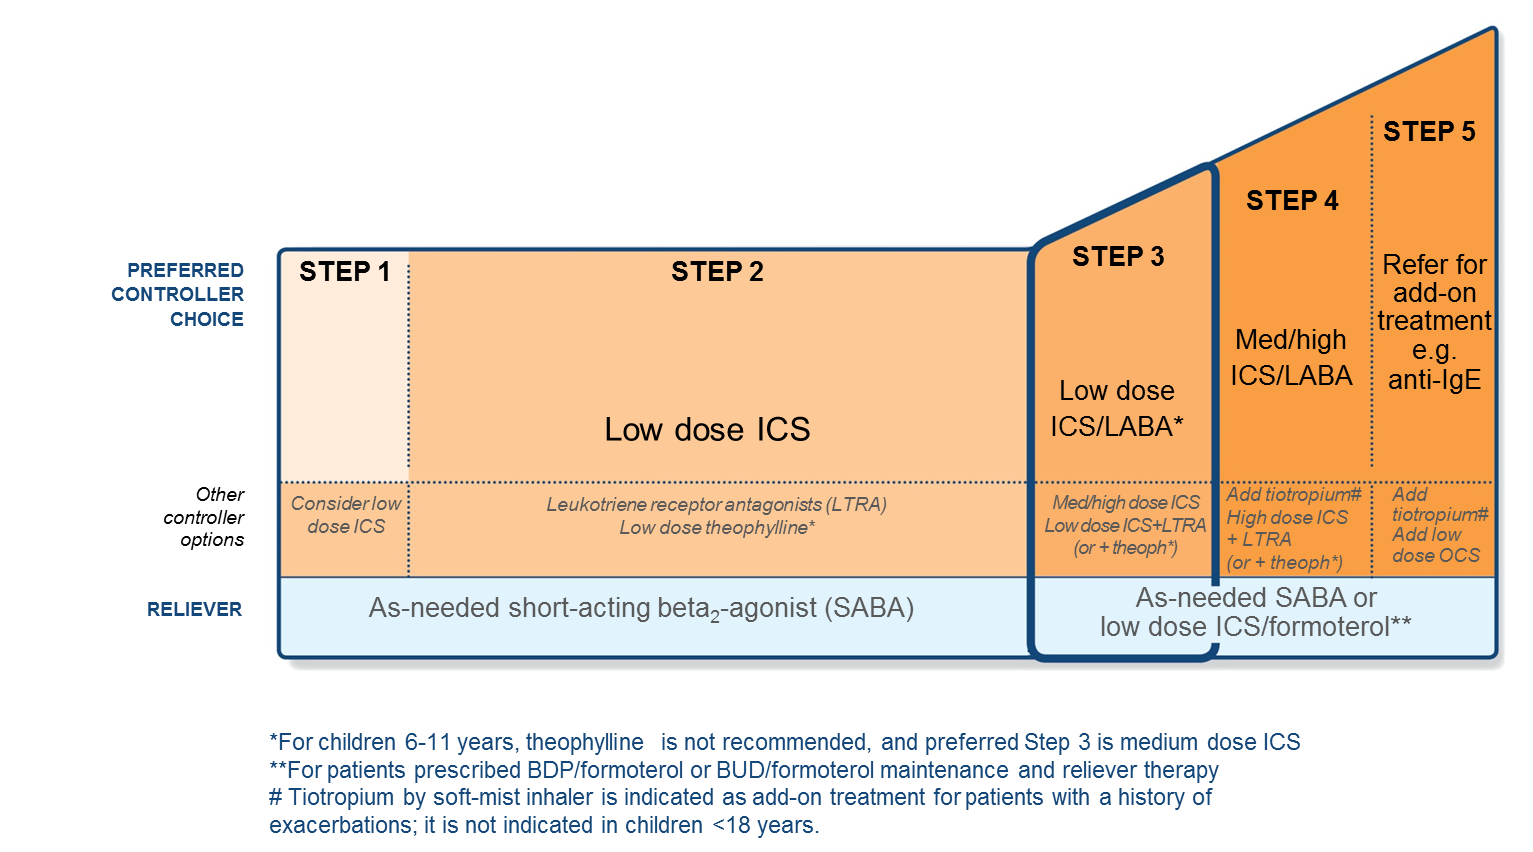 STEP 5
STEP 4
STEP 3
STEP 1
STEP 2
PREFERRED
CONTROLLER
CHOICE
Low dose ICS
Low dose
ICS/LABA*
Med/high
ICS/LABA
Refer for
add-on
treatment
e.g.
anti-IgE
Other
controller
options
Consider low
dose ICS
Leukotriene receptor antagonists (LTRA)
Low dose theophylline*
Med/high dose ICS
Low dose ICS+LTRA
(or + theoph*)
Add tiotropium#
High dose ICS
+ LTRA
(or + theoph*)
Add
tiotropium#
Add low
dose OCS
RELIEVER
As-needed short-acting beta2-agonist (SABA)
As-needed SABA or
low dose ICS/formoterol**
*For children 6-11 years, theophylline is not recommended, and preferred Step 3 is medium dose ICS
**For patients prescribed BDP/formoterol or BUD/formoterol maintenance and reliever therapy
# Tiotropium by soft-mist inhaler is indicated as add-on treatment for patients with a history of
exacerbations; it is not indicated in children <18 years.